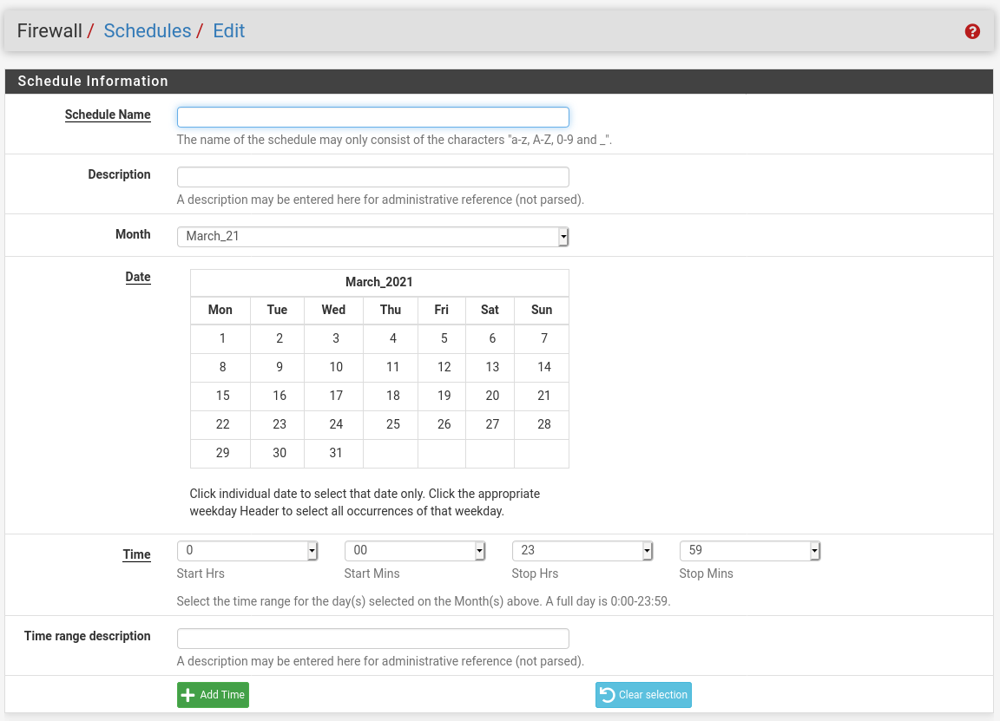 Firewall / Schedules / Edit
Schedule Information
Schedule Name
The name of the schedule may only consist of the characters "a-z, A-Z, 0-9 and _".
Description
A description may be entered here for administrative reference (not parsed).
Month
March_21
Date
March_2021
Mon Tue Wed Thu Fri Sat Sun
1 2 3 4 5 6 7
8 9 10 11 12 13 14
15 16 17 18 19 20 21
22 23 24 25 26 27 28
29 30 31
Click individual date to select that date only. Click the appropriate
weekday Header to select all occurrences of that weekday.
Time
0 00 23 59
Start Hrs Start Mins Stop Hrs Stop Mins
Select the time range for the day(s) selected on the Month(s) above. A full day is 0:00-23:59.
Time range description
A description may be entered here for administrative reference (not parsed).
Add Time Clear selection